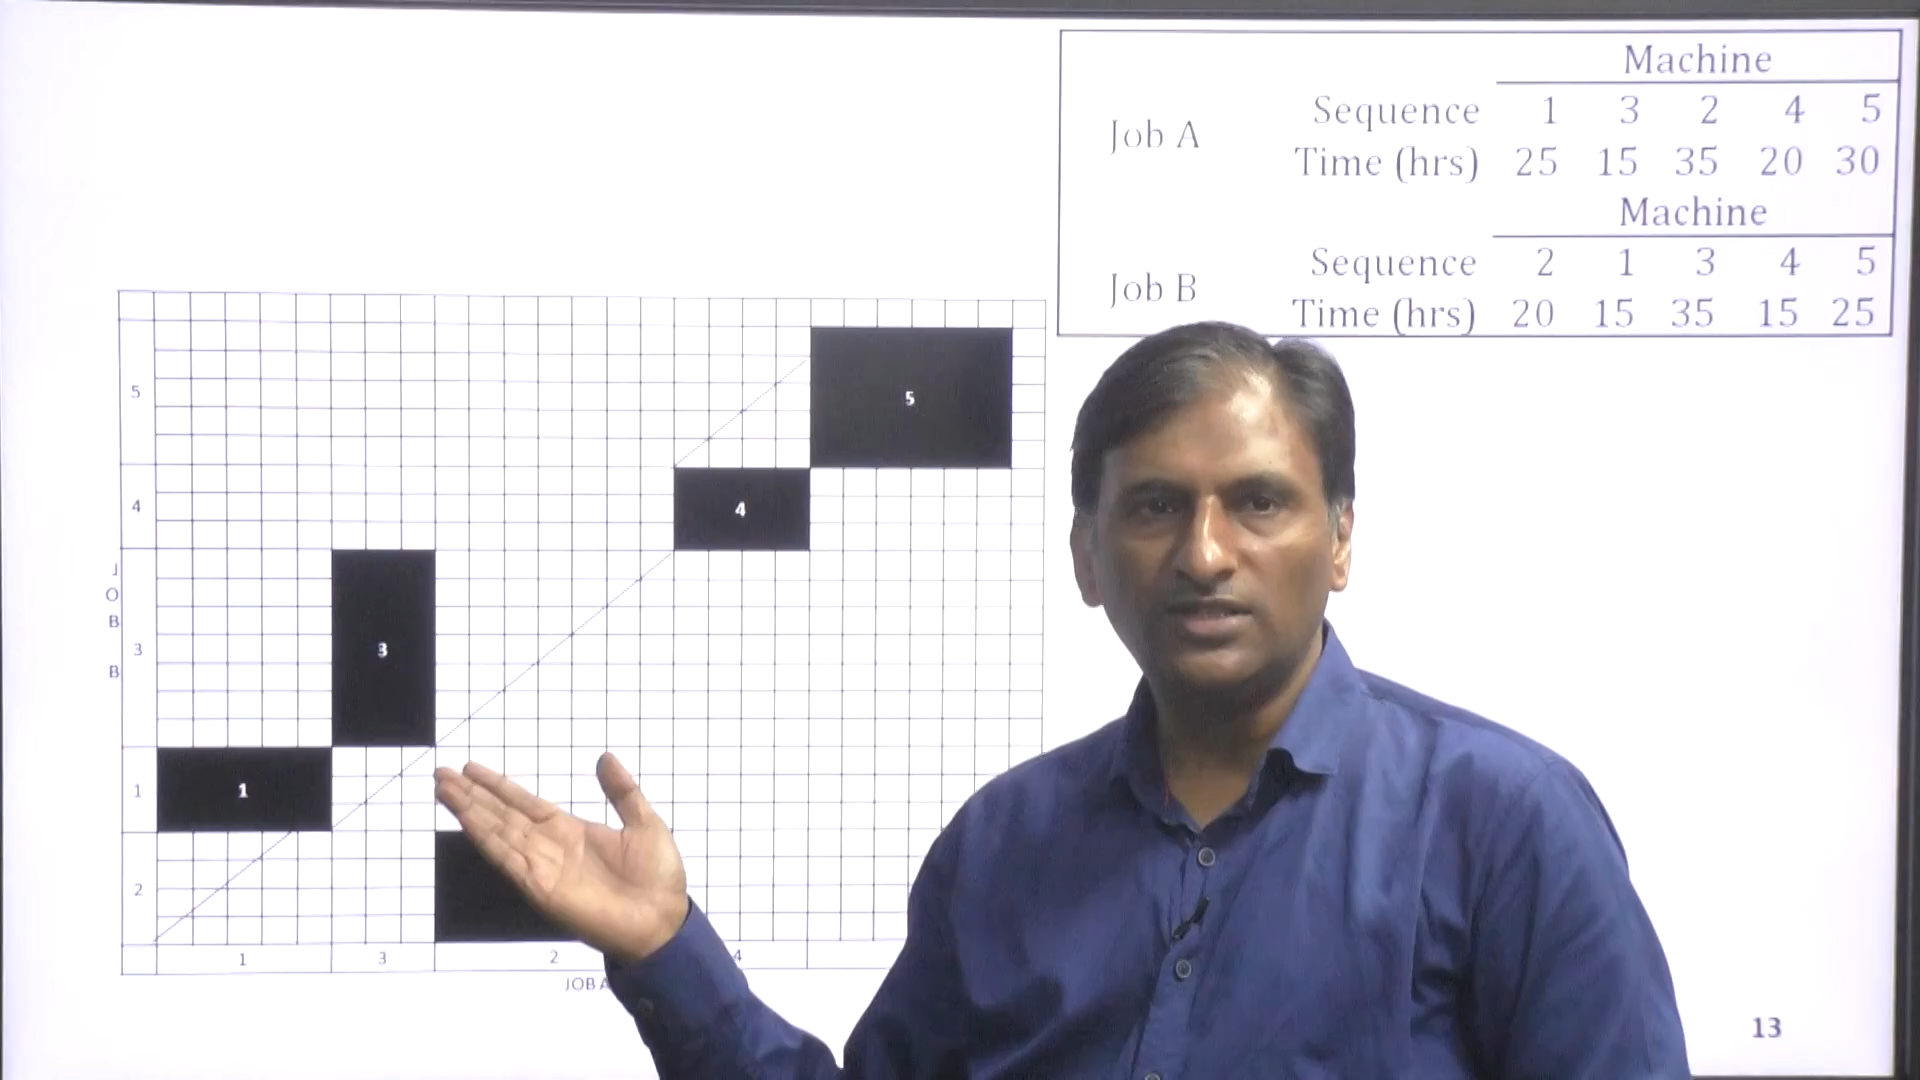 Machine
Job A
Sequence 1 3 2 4 5
Time (hrs) 25 15 35 20 30
Machine
Job B
Sequence 2 1 3 4 5
Time (hrs) 20 15 35 15 25
5
5
4
4
JOB B
3
3
1
1
2
1 3 2 4
JOB A
13